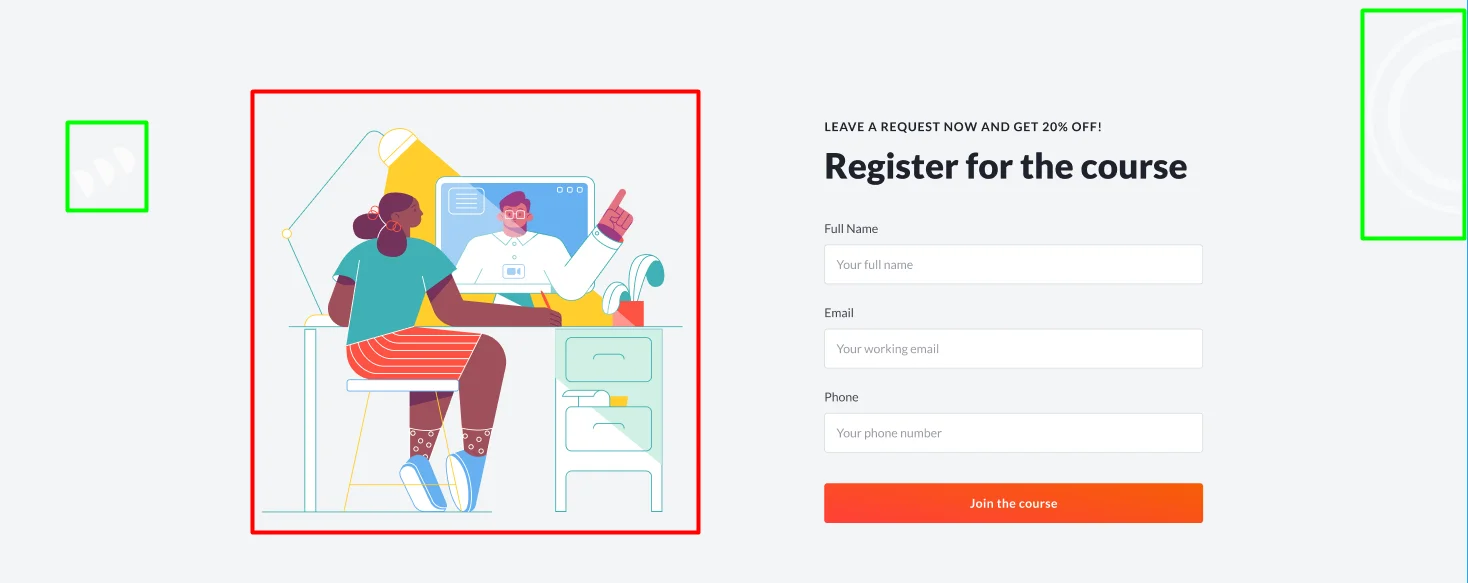 LEAVE A REQUEST NOW AND GET 20% OFF!
Register for the course
Full Name
Your full name
Email
Your working email
Phone
Your phone number
Join the course